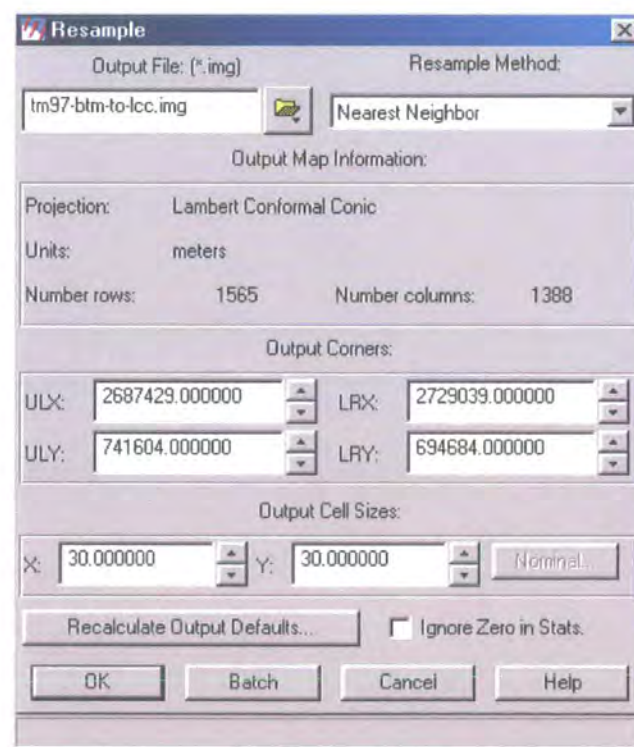 Resample
Output File: (*.img) Resample Method:
tm97-btm-to-lcc.img Nearest Neighbor
Output Map Information:
Projection: Lambert Conformal Conic
Units: meters
Number rows: 1565 Number columns: 1388
Output Corners:
ULX: 2687429.000000 LRX: 2729039.000000
ULY: 741604.000000 LRY: 694684.000000
Output Cell Sizes:
X: 30.000000 Y: 30.000000 Nominal...
Recalculate Output Defaults... Ignore Zero in Stats.
OK Batch Cancel Help